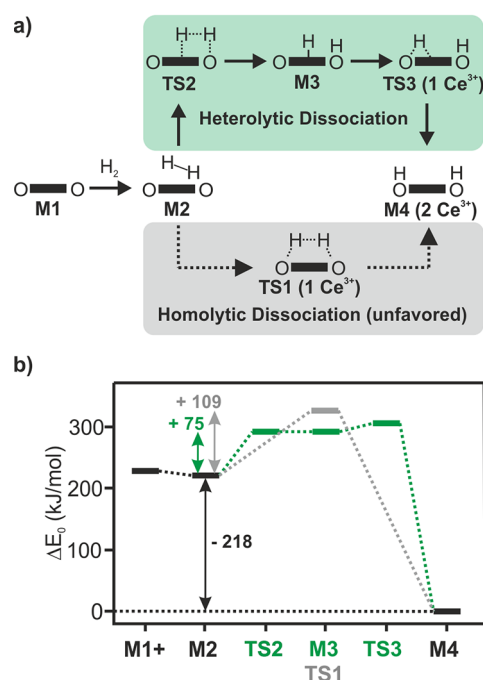 a)
H H
O O O H H O O H H O
TS2 M3 TS3 (1 Ce³⁺)
Heterolytic Dissociation
H₂ H H H H
O O O O O O
M1 M2 M4 (2 Ce³⁺)
H H
O O
TS1 (1 Ce³⁺)
Homolytic Dissociation (unfavored)
b)
+ 109
+ 75
300
200
- 218
100
0
ΔE₀ (kJ/mol)
M1+ M2 TS2 M3 TS3 M4
TS1